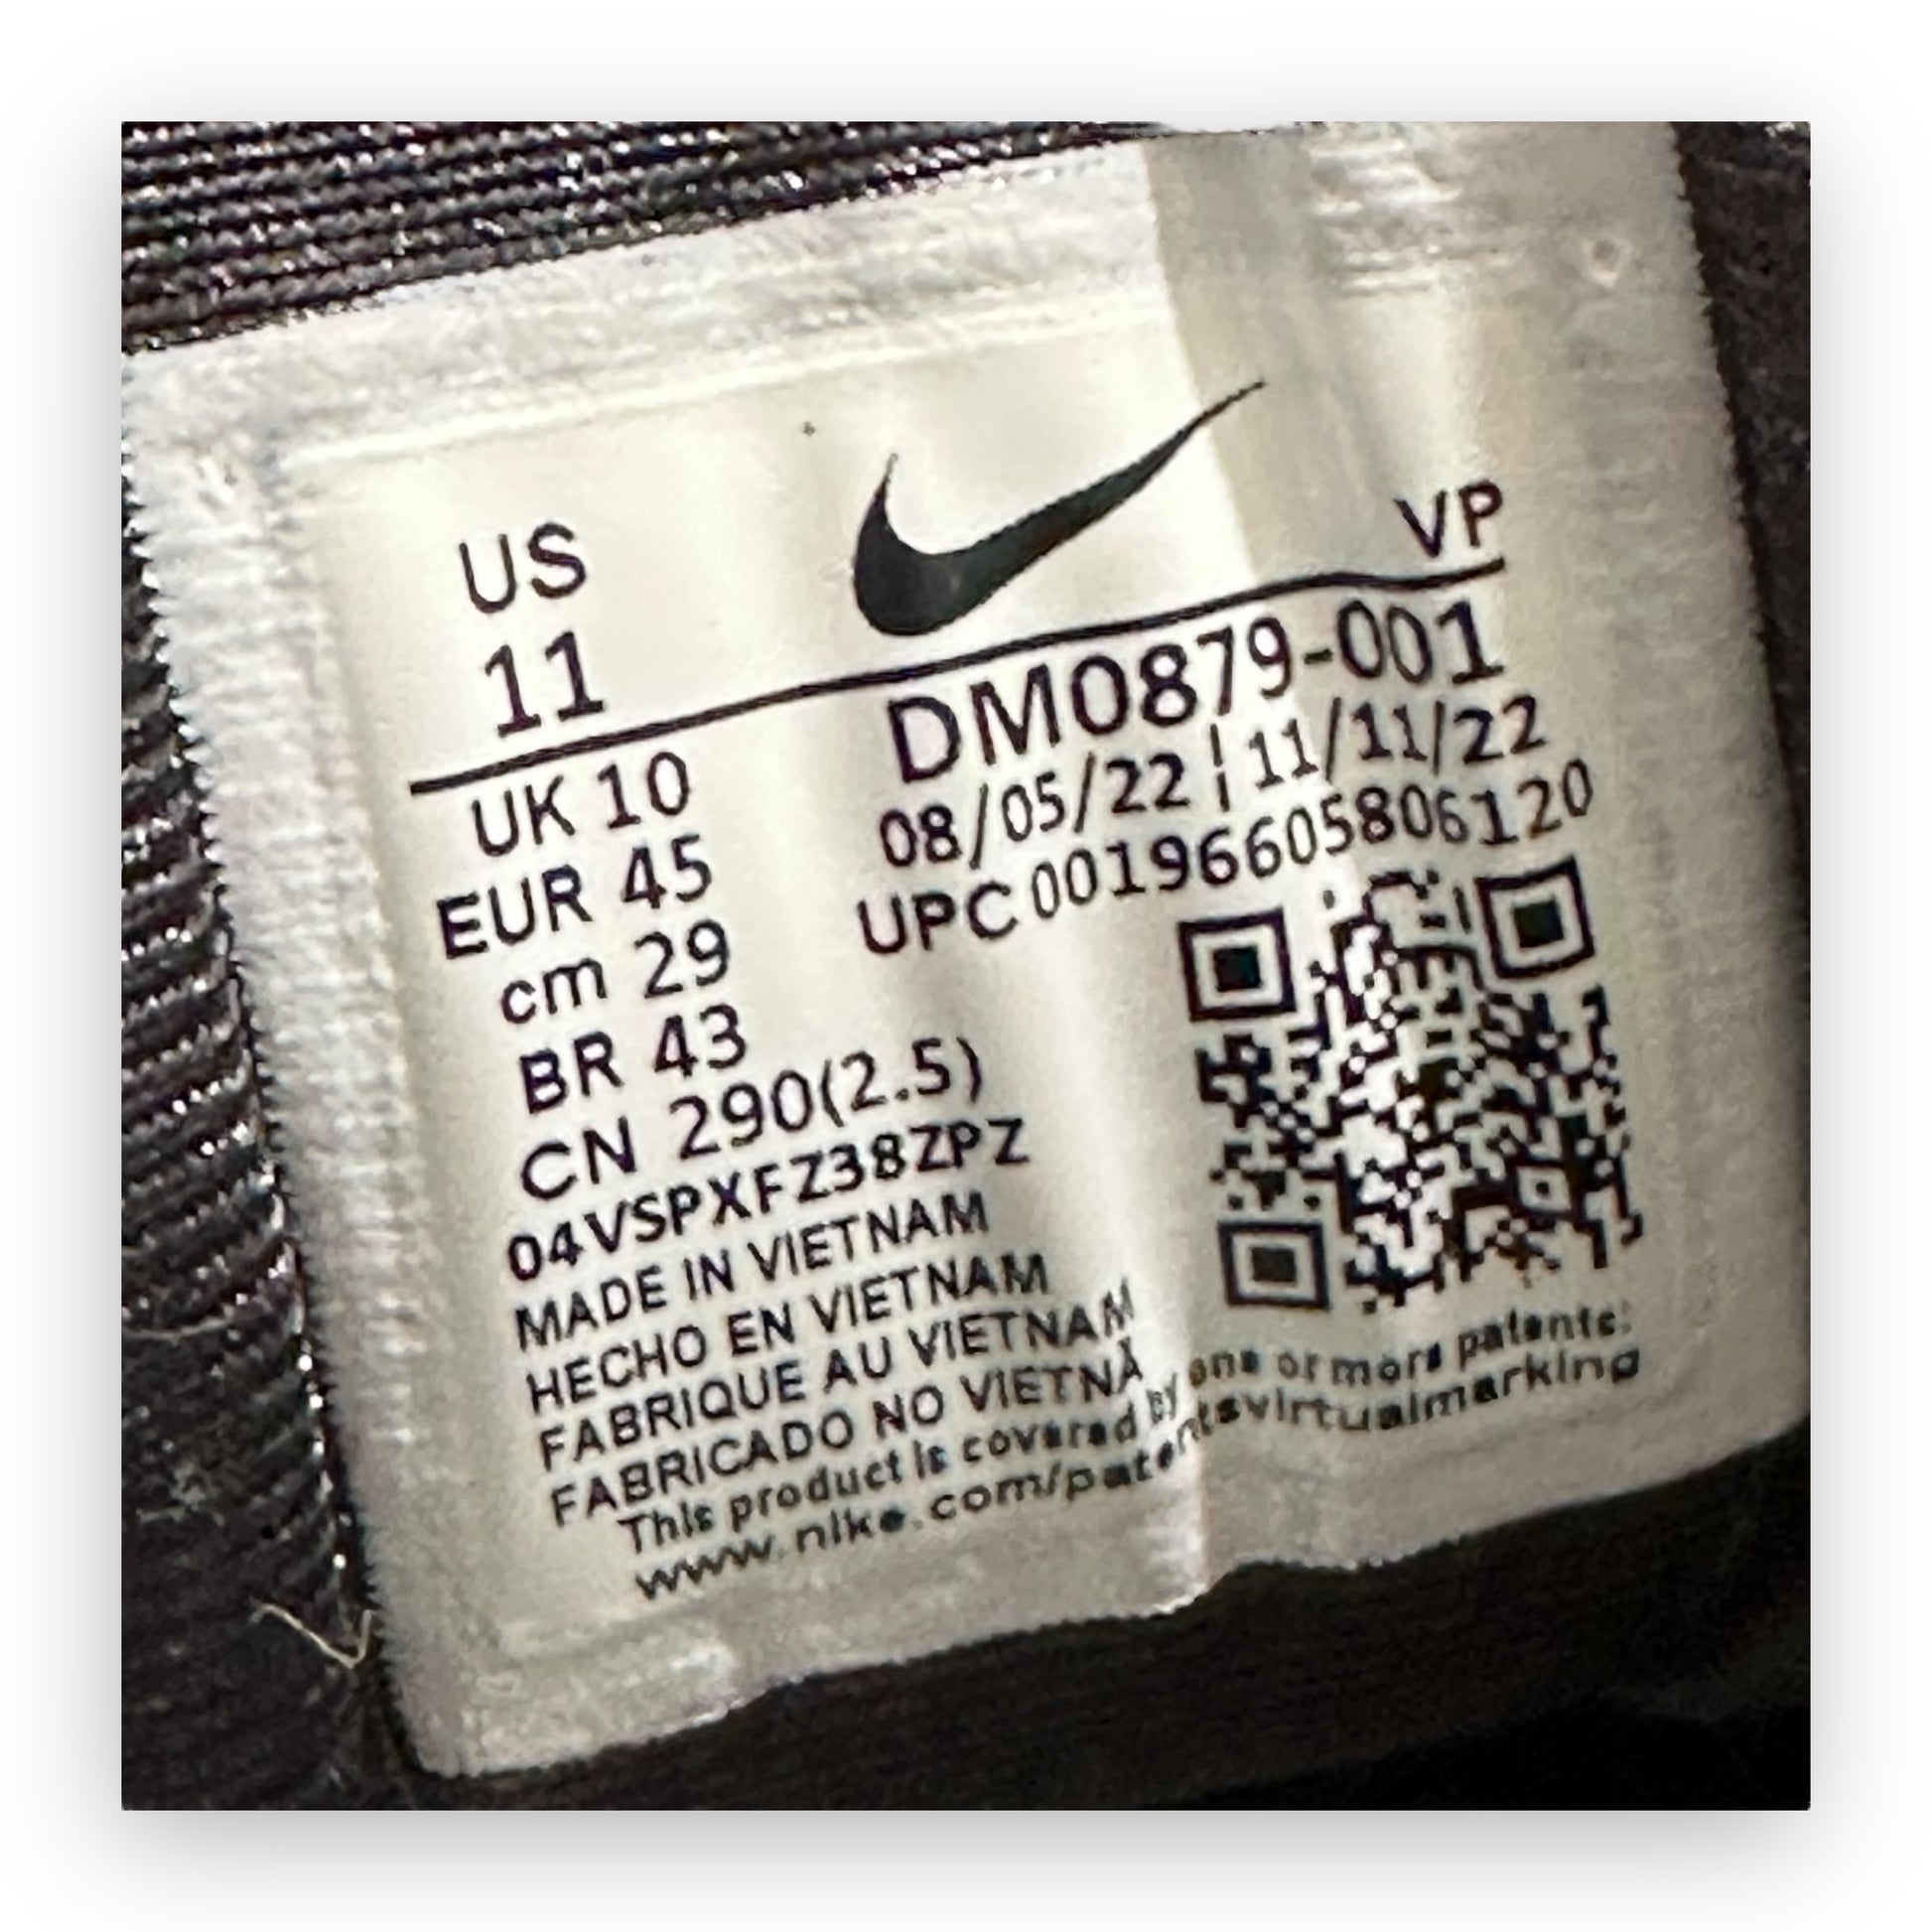 US
11
VP
DM0879-001
08/05/22 ¦ 11/11/22
UPC 00196605806120
UK 10
EUR 45
cm 29
BR 43
CN 290(2.5)
04VSPXFZ38ZPZ
MADE IN VIETNAM
HECHO EN VIETNAM
FABRIQUE AU VIETNAM
FABRICADO NO VIETNÃ
This product is covered by one or more patents:
www.nike.com/patentsvirtualmarking